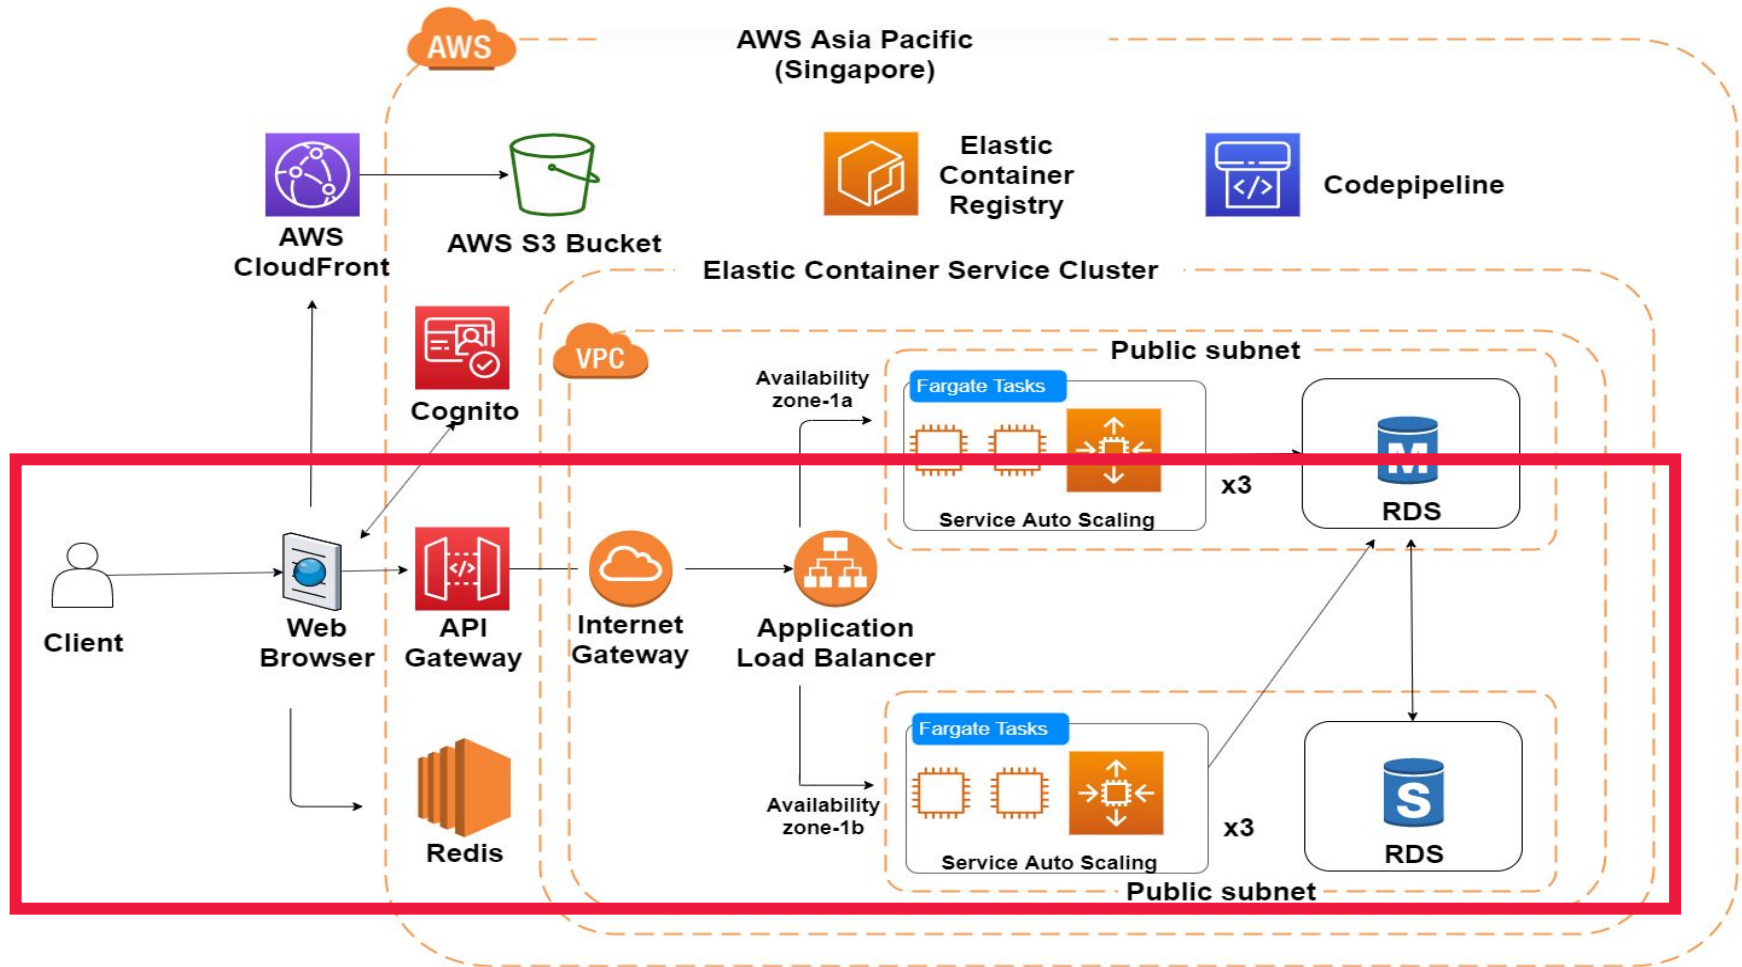 AWS
AWS Asia Pacific
(Singapore)
AWS
CloudFront
AWS S3 Bucket
Elastic
Container
Registry
Codepipeline
Elastic Container Service Cluster
Cognito
VPC
Public subnet
Availability
zone-1a
Fargate Tasks
Service Auto Scaling
x3
M
RDS
Client
Web
Browser
API
Gateway
Internet
Gateway
Application
Load Balancer
Redis
Availability
zone-1b
Fargate Tasks
Service Auto Scaling
x3
S
RDS
Public subnet